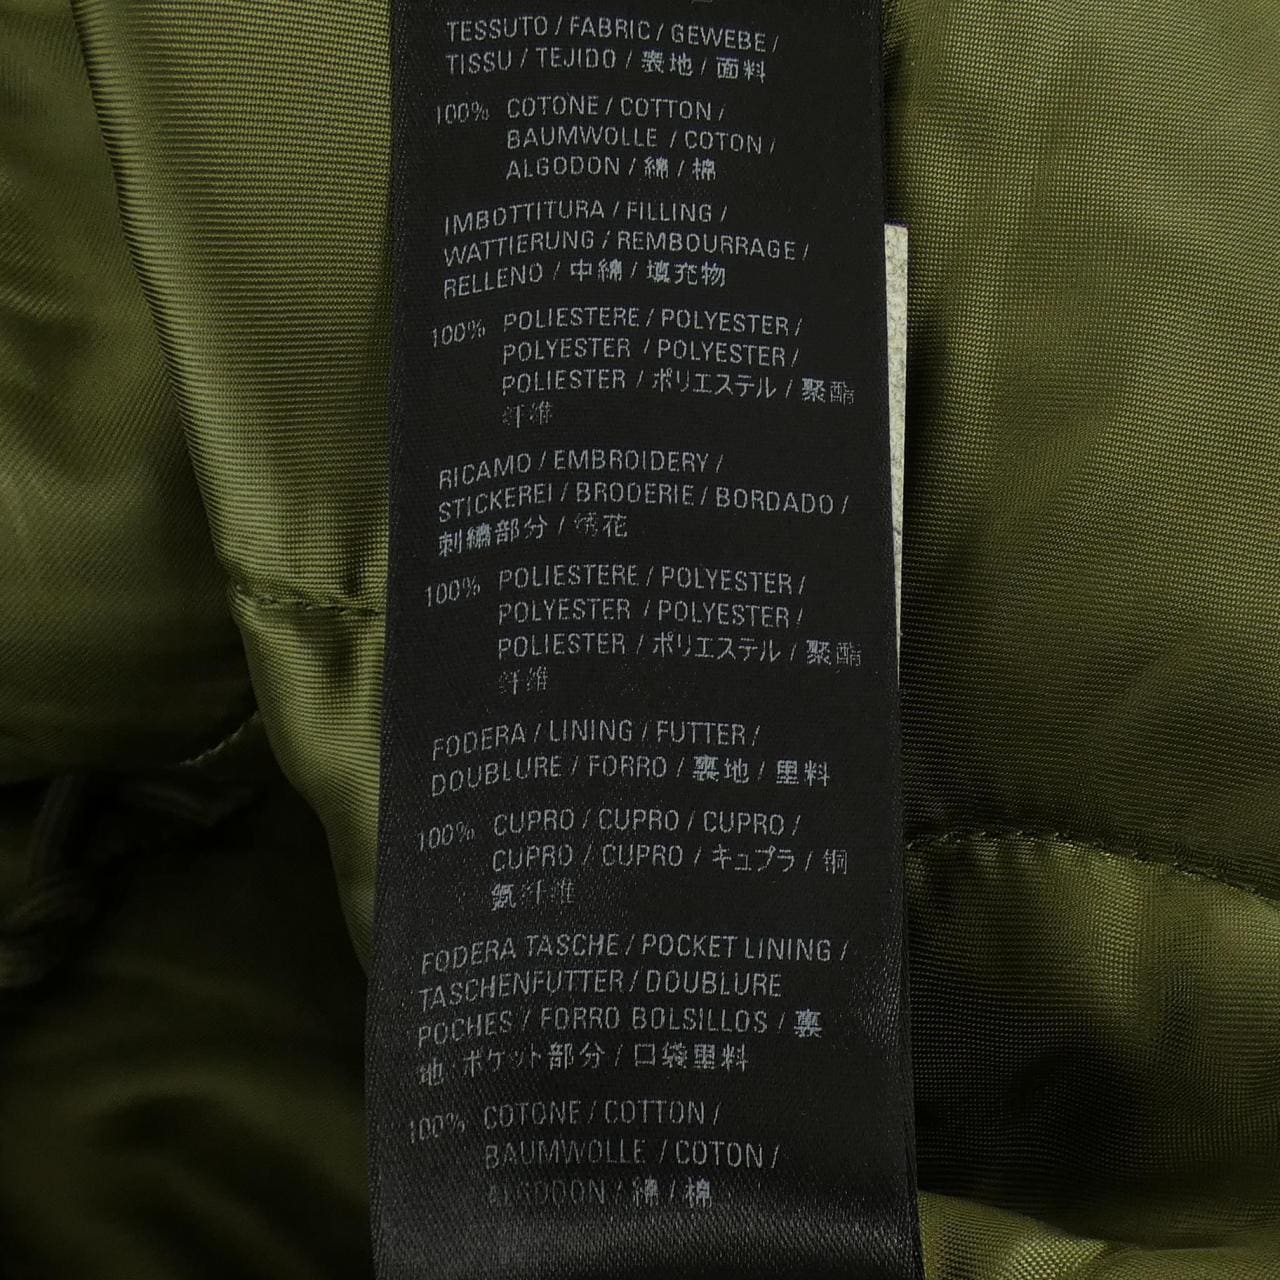 TESSUTO / FABRIC / GEWEBE /
TISSU / TEJIDO / 裏地 / 面料
100% COTONE / COTTON /
BAUMWOLLE / COTON /
ALGODON / 綿 / 棉
IMBOTTITURA / FILLING /
WATTIERUNG / REMBOURRAGE /
RELLENO / 中綿 / 填充物
100% POLIESTERE / POLYESTER /
POLYESTER / POLYESTER /
POLIESTER / ポリエステル / 聚酯
纤维
RICAMO / EMBROIDERY /
STICKEREI / BRODERIE / BORDADO /
刺繍部分 / 绣花
100% POLIESTERE / POLYESTER /
POLYESTER / POLYESTER /
POLIESTER / ポリエステル / 聚酯
纤维
FODERA / LINING / FUTTER /
DOUBLURE / FORRO / 裏地 / 里料
100% CUPRO / CUPRO / CUPRO /
CUPRO / CUPRO / キュプラ / 铜
氨纤维
FODERA TASCHE / POCKET LINING /
TASCHENFUTTER / DOUBLURE
POCHES / FORRO BOLSILLOS / 裏
地 ポケット部分 / 口袋里料
100% COTONE / COTTON /
BAUMWOLLE / COTON /
ALGODON / 綿 / 棉